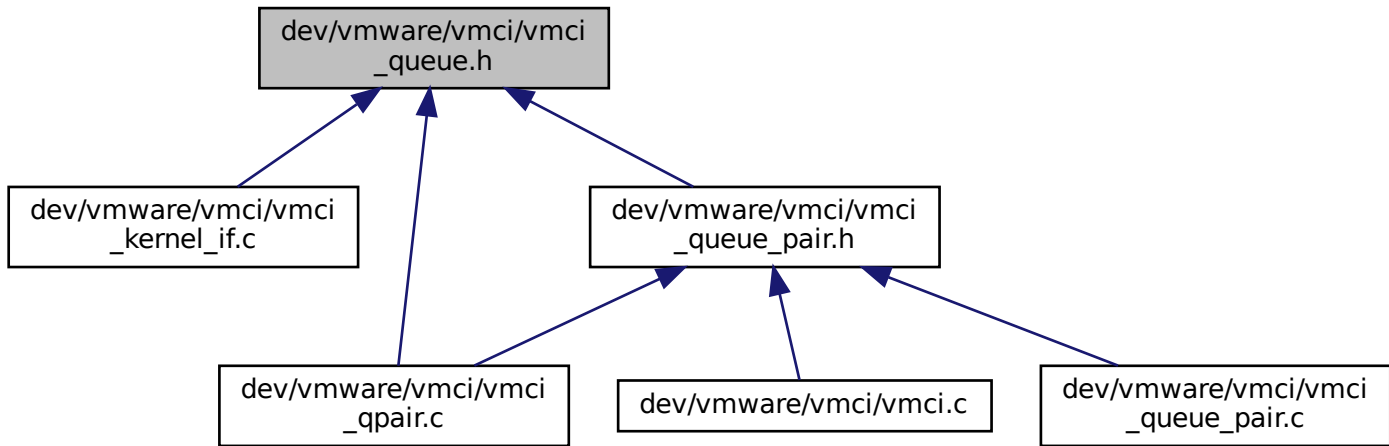 dev/vmware/vmci/vmci
_queue.h
dev/vmware/vmci/vmci
_kernel_if.c
dev/vmware/vmci/vmci
_queue_pair.h
dev/vmware/vmci/vmci
_qpair.c
dev/vmware/vmci/vmci.c
dev/vmware/vmci/vmci
_queue_pair.c